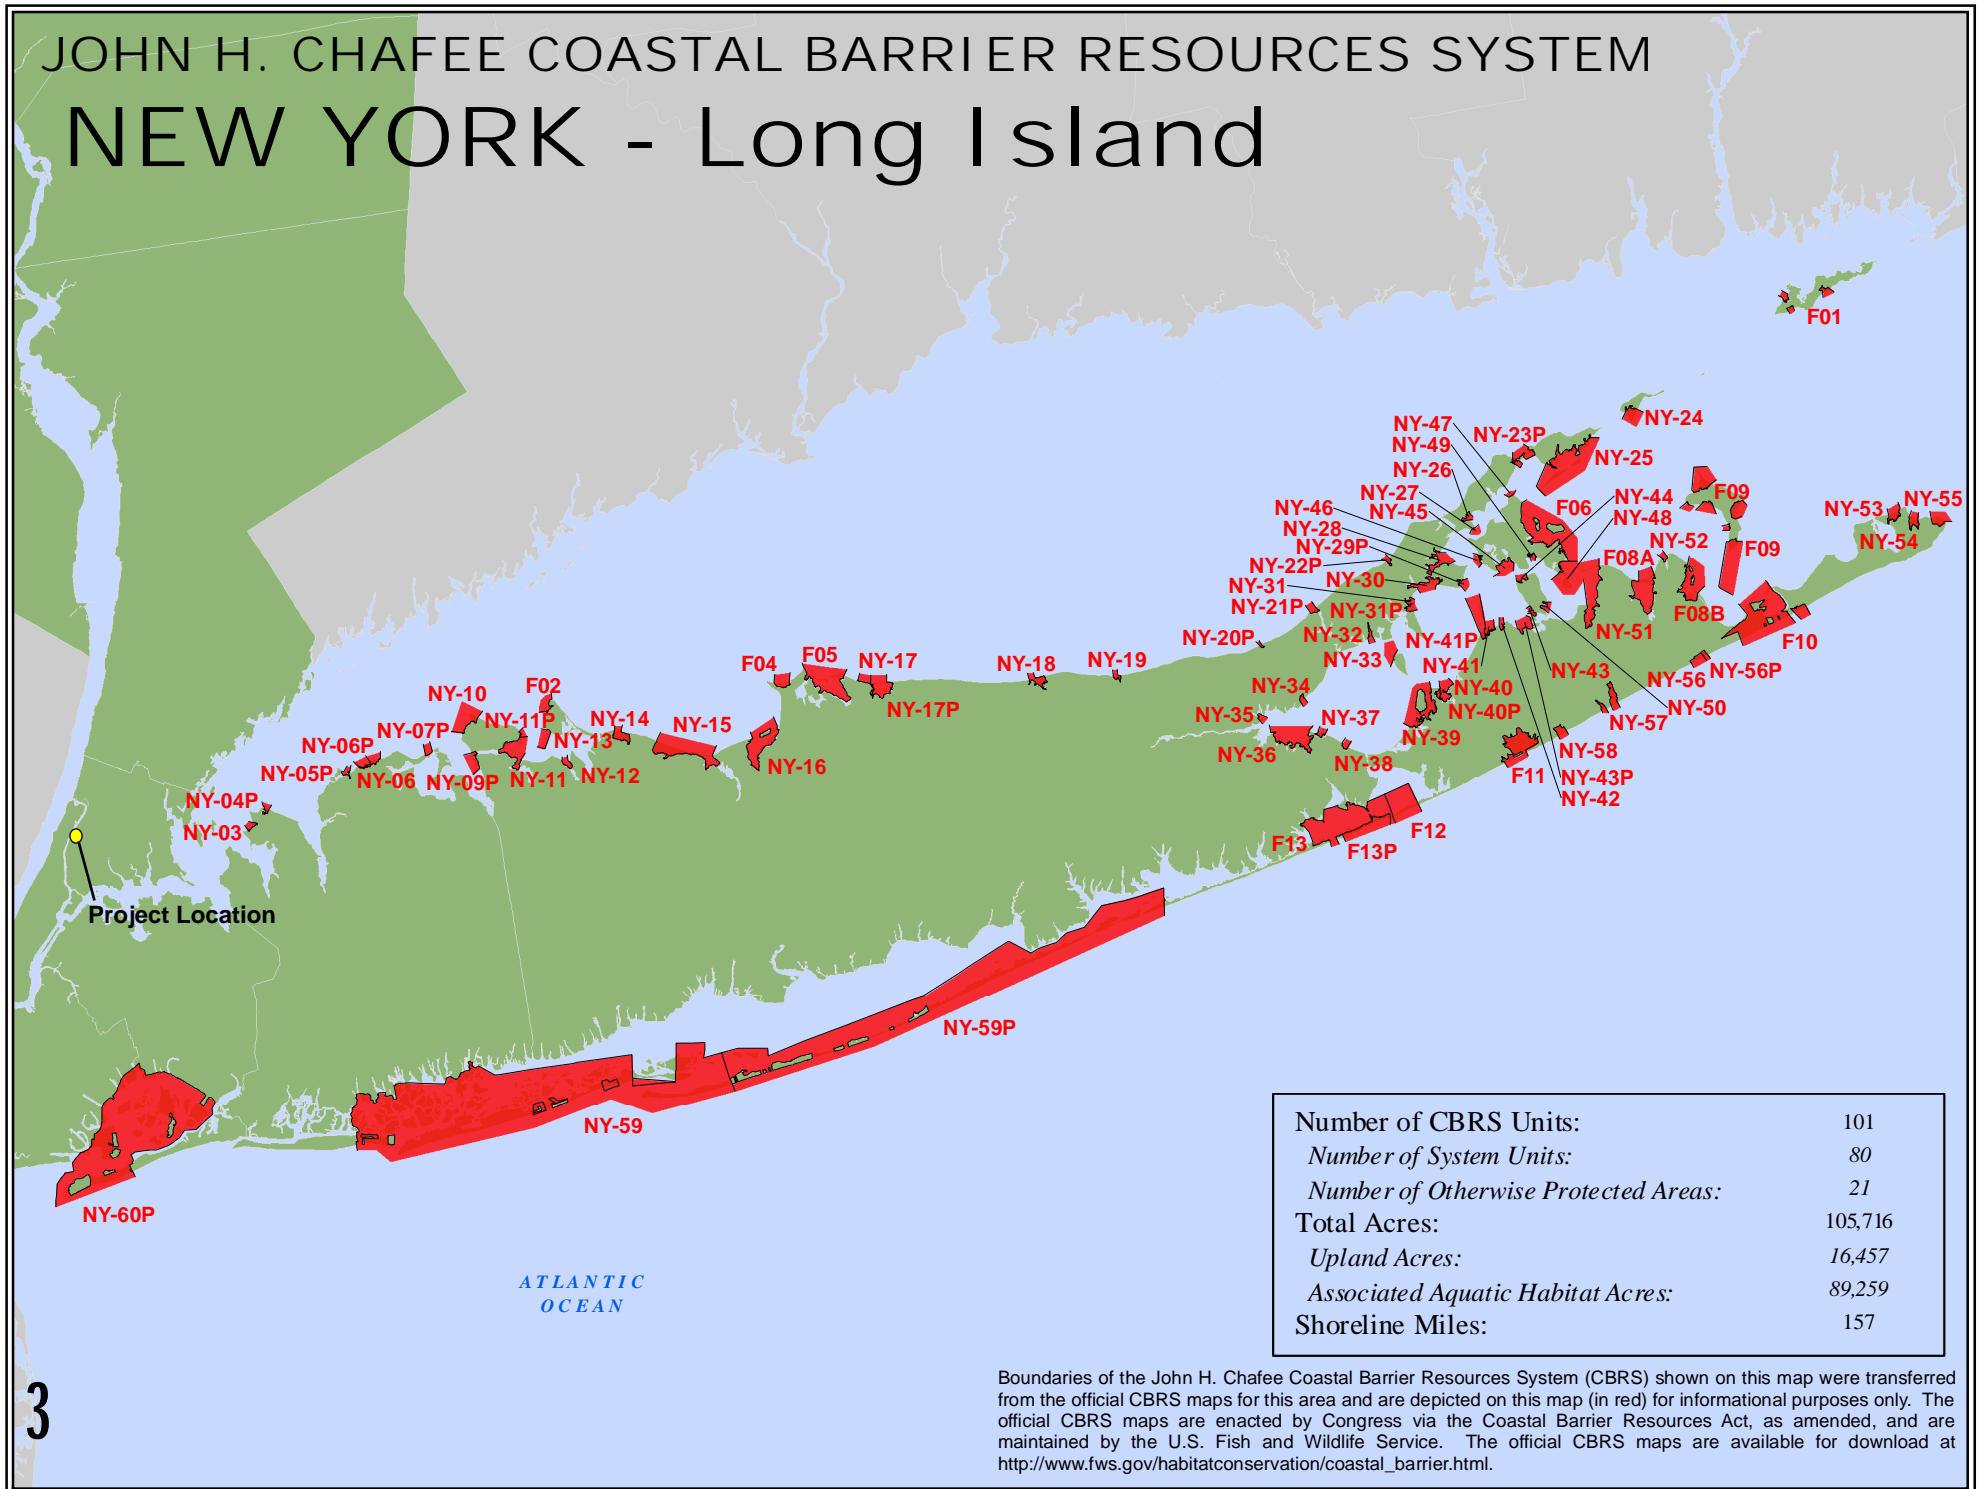 JOHN H. CHAFEE COASTAL BARRIER RESOURCES SYSTEM
NEW YORK - Long Island
F01
NY-24
NY-47
NY-23P
NY-49
NY-25
NY-26
NY-27
NY-44
F09
NY-55
NY-46
NY-45
F06
NY-53
NY-28
NY-48
NY-29P
NY-52
NY-54
F09
NY-22P
F08A
NY-31
NY-30
NY-21P
NY-31P
F08B
NY-51
NY-20P
NY-32
NY-41P
F10
NY-33
NY-41
NY-43
NY-56P
NY-56
F04
F05
NY-17
NY-18
NY-19
NY-10
F02
NY-34
NY-40
NY-17P
NY-40P
NY-50
NY-11P
NY-14
NY-15
NY-35
NY-37
NY-57
NY-07P
NY-13
NY-39
NY-06P
NY-36
NY-58
NY-05P
NY-06
NY-09P
NY-11
NY-12
NY-16
NY-38
F11
NY-43P
NY-42
NY-04P
NY-03
F12
F13
F13P
Project Location
NY-59P
NY-59
NY-60P
ATLANTIC
OCEAN
Number of CBRS Units: 101
Number of System Units: 80
Number of Otherwise Protected Areas: 21
Total Acres: 105,716
Upland Acres: 16,457
Associated Aquatic Habitat Acres: 89,259
Shoreline Miles: 157
Boundaries of the John H. Chafee Coastal Barrier Resources System (CBRS) shown on this map were transferred
from the official CBRS maps for this area and are depicted on this map (in red) for informational purposes only. The
official CBRS maps are enacted by Congress via the Coastal Barrier Resources Act, as amended, and are
maintained by the U.S. Fish and Wildlife Service. The official CBRS maps are available for download at
http://www.fws.gov/habitatconservation/coastal_barrier.html.
3